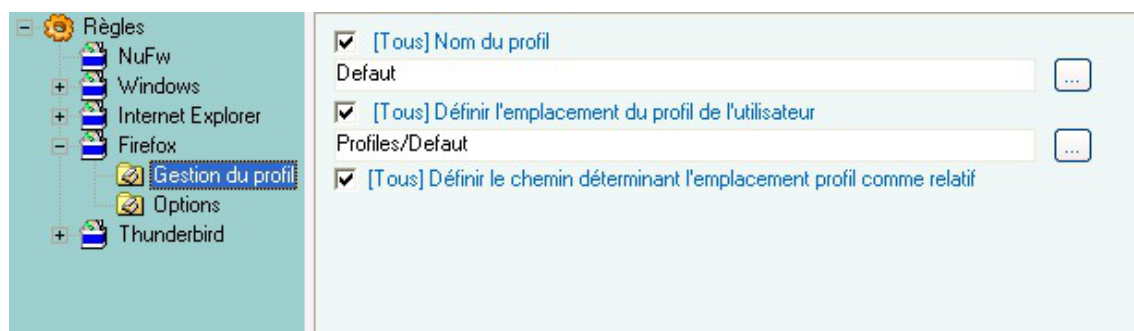 Règles
NuFw
Windows
Internet Explorer
Firefox
Gestion du profil
Options
Thunderbird
[Tous] Nom du profil
Defaut
...
[Tous] Définir l'emplacement du profil de l'utilisateur
Profiles/Defaut
...
[Tous] Définir le chemin déterminant l'emplacement profil comme relatif